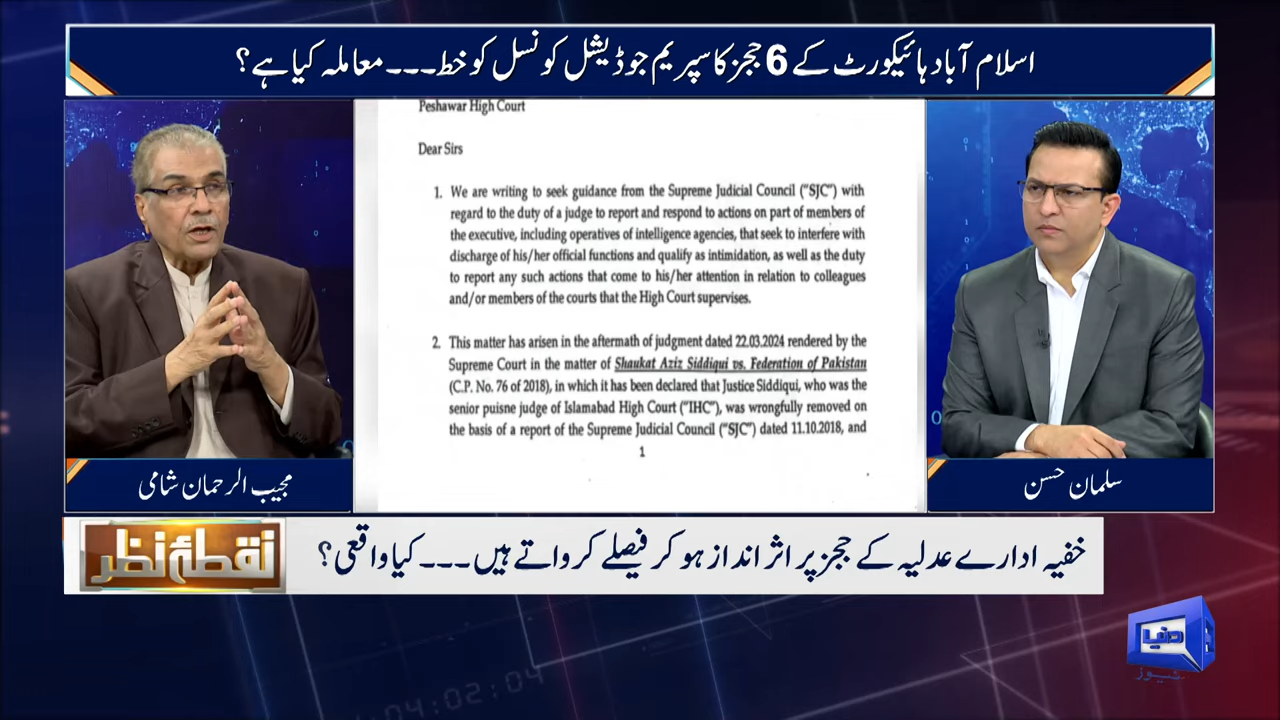 اسلام آباد ہائیکورٹ کے 6 ججز کا سپریم جوڈیشل کونسل کو خط ۔۔۔ معاملہ کیا ہے؟
Peshawar High Court
Dear Sirs
1. We are writing to seek guidance from the Supreme Judicial Council ("SJC") with
regard to the duty of a judge to report and respond to actions on part of members of
the executive, including operatives of intelligence agencies, that seek to interfere with
discharge of his/her official functions and qualify as intimidation, as well as the duty
to report any such actions that come to his/her attention in relation to colleagues
and/or members of the courts that the High Court supervises.
2. This matter has arisen in the aftermath of judgment dated 22.03.2024 rendered by the
Supreme Court in the matter of Shaukat Aziz Siddiqui vs. Federation of Pakistan
(C.P. No. 76 of 2018), in which it has been declared that Justice Siddiqui, who was the
senior puisne judge of Islamabad High Court ("IHC"), was wrongfully removed on
the basis of a report of the Supreme Judicial Council ("SJC") dated 11.10.2018, and
1
سلمان حسن
مجیب الرحمان شامی
خفیہ ادارے عدلیہ کے ججز پر اثر انداز ہو کر فیصلے کرواتے ہیں ۔۔۔ کیا واقعی؟
نقطۂ نظر
دنیا
نیوز
04:02:04